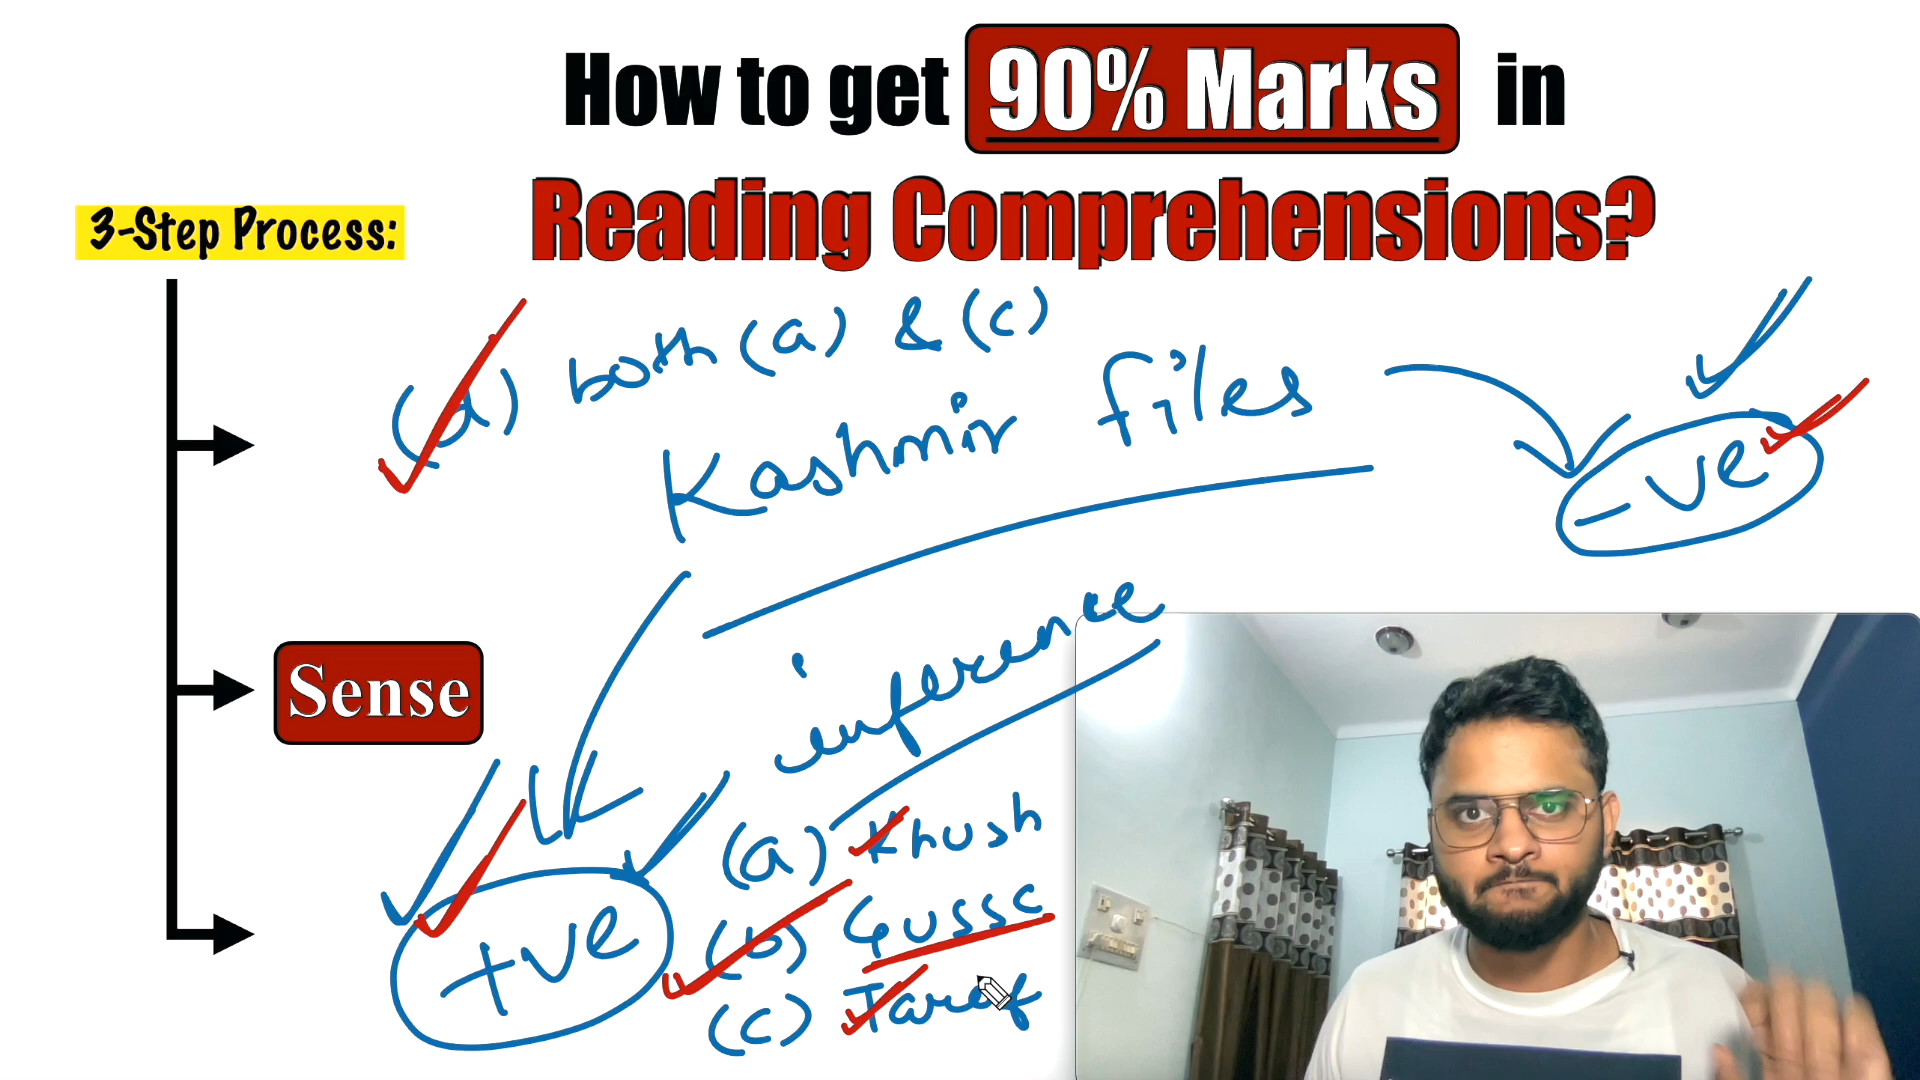 How to get 90% Marks in
Reading Comprehensions?
3-Step Process:
(d) both (a) & (c)
Kashmir files
-ve
Sense
inference
(a) Khush
(b) Gussa
(c) Taref
+ve